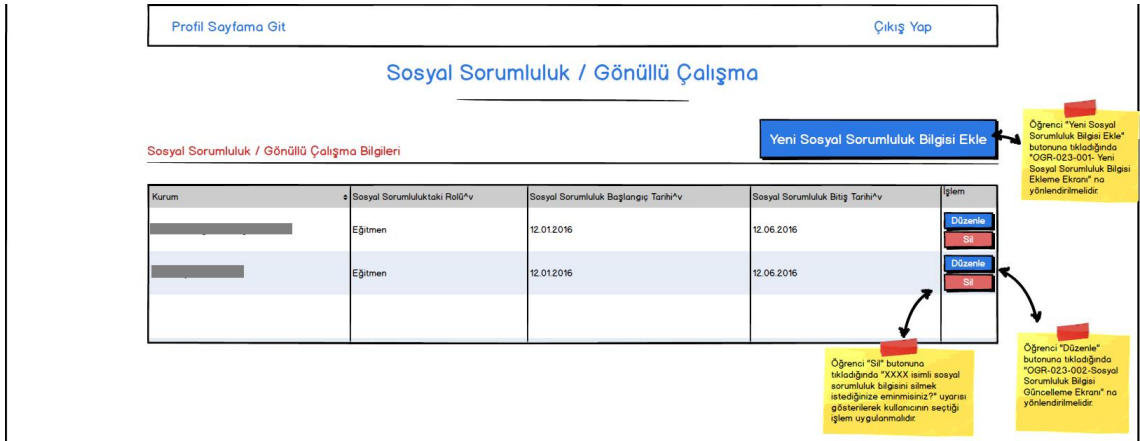 Profil Sayfama Git
Çıkış Yap
Sosyal Sorumluluk / Gönüllü Çalışma
Yeni Sosyal Sorumluluk Bilgisi Ekle
Sosyal Sorumluluk / Gönüllü Çalışma Bilgileri
Öğrenci "Yeni Sosyal
Sorumluluk Bilgisi Ekle"
butonuna tıkladığında
"OGR-023-001- Yeni
Sosyal Sorumluluk Bilgisi
Ekleme Ekranı" na
yönlendirilmelidir.
Kurum
Sosyal Sorumluluktaki Rolü^v
Sosyal Sorumluluk Başlangıç Tarihi^v
Sosyal Sorumluluk Bitiş Tarihi^v
İşlem
Eğitmen
12.01.2016
12.06.2016
Düzenle
Sil
Eğitmen
12.01.2016
12.06.2016
Düzenle
Sil
Öğrenci "Sil" butonuna
tıkladığında "XXXX isimli sosyal
sorumluluk bilgisini silmek
istediğinize eminmisiniz?" uyarısı
gösterilerek kullanıcının seçtiği
işlem uygulanmalıdır.
Öğrenci "Düzenle"
butonuna tıkladığında
"OGR-023-002-Sosyal
Sorumluluk Bilgisi
Güncelleme Ekranı" na
yönlendirilmelidir.